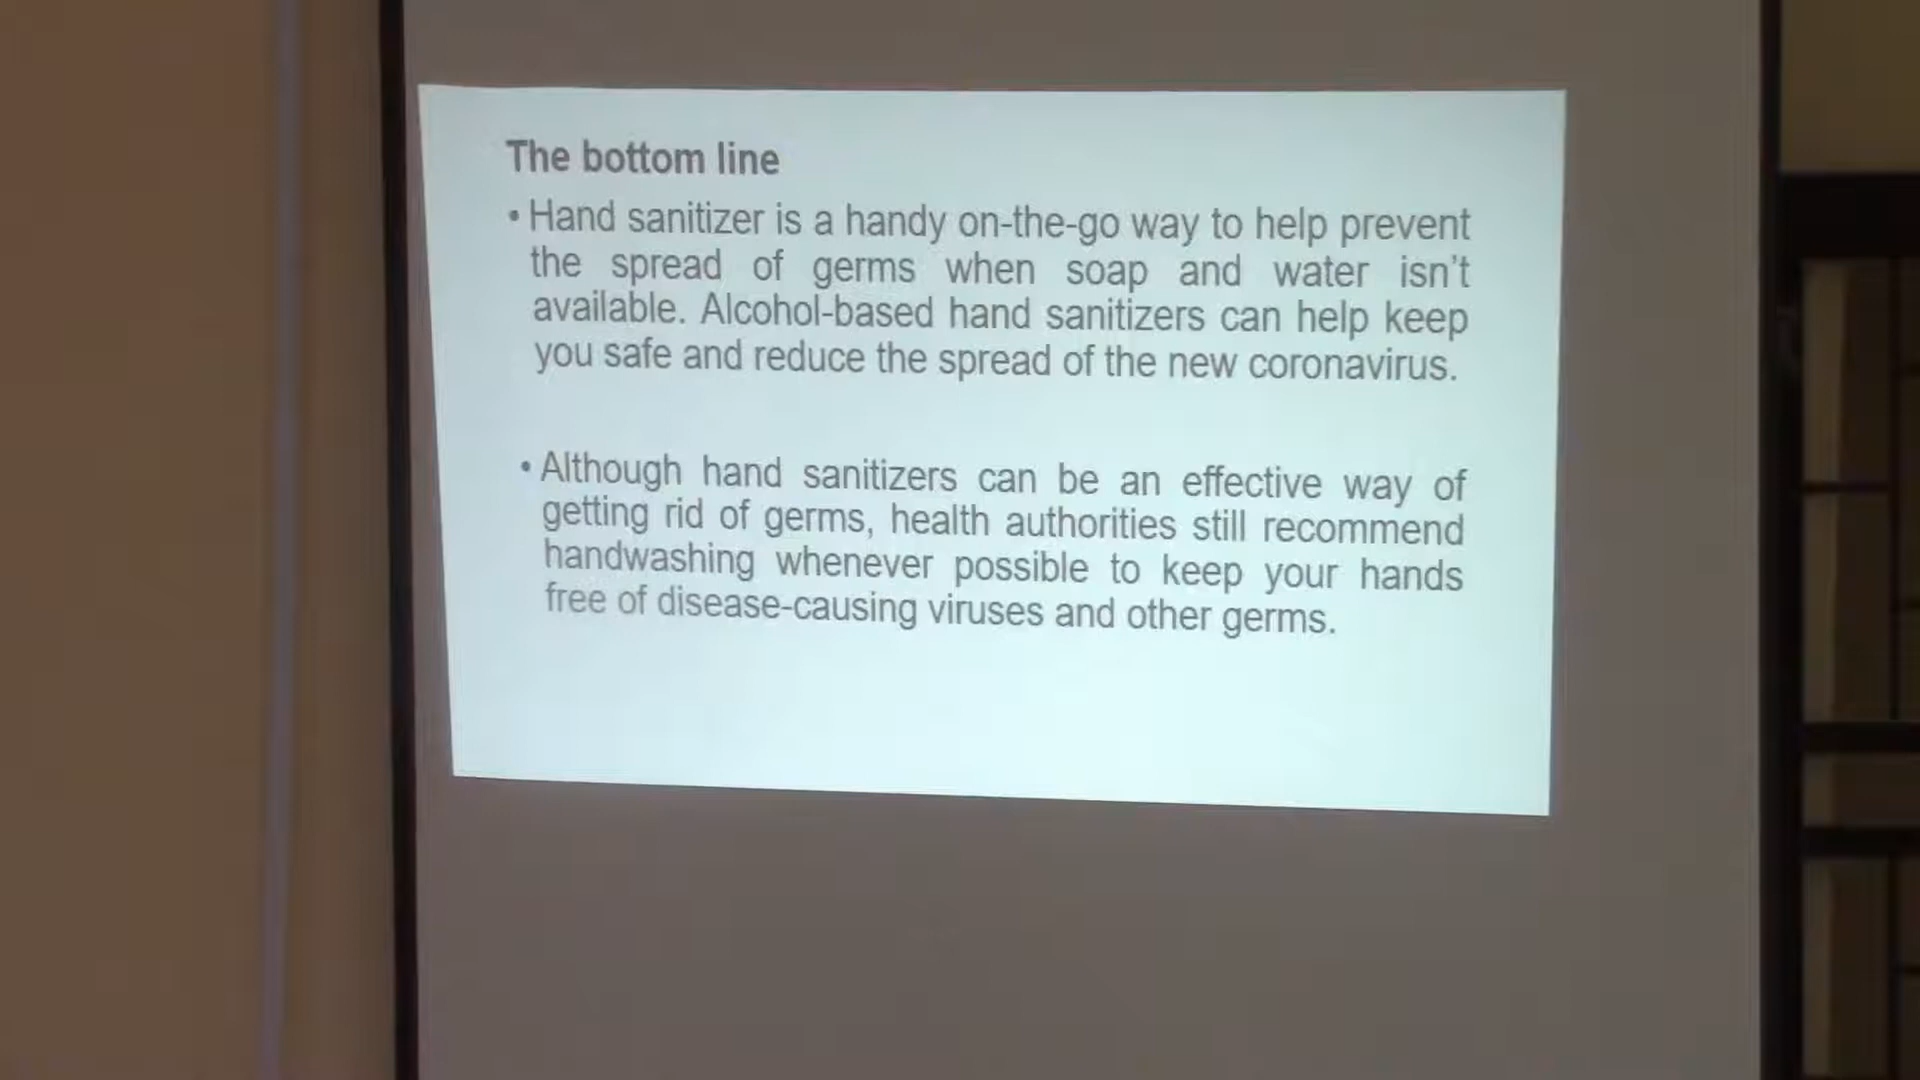 The bottom line
• Hand sanitizer is a handy on-the-go way to help prevent
the spread of germs when soap and water isn't
available. Alcohol-based hand sanitizers can help keep
you safe and reduce the spread of the new coronavirus.
• Although hand sanitizers can be an effective way of
getting rid of germs, health authorities still recommend
handwashing whenever possible to keep your hands
free of disease-causing viruses and other germs.